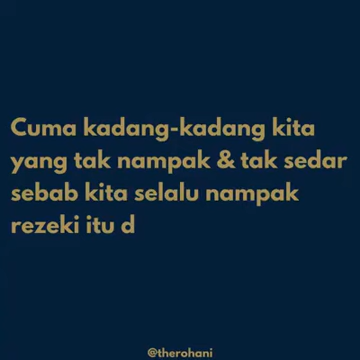 Cuma kadang-kadang kita
yang tak nampak & tak sedar
sebab kita selalu nampak
rezeki itu d
@therohani